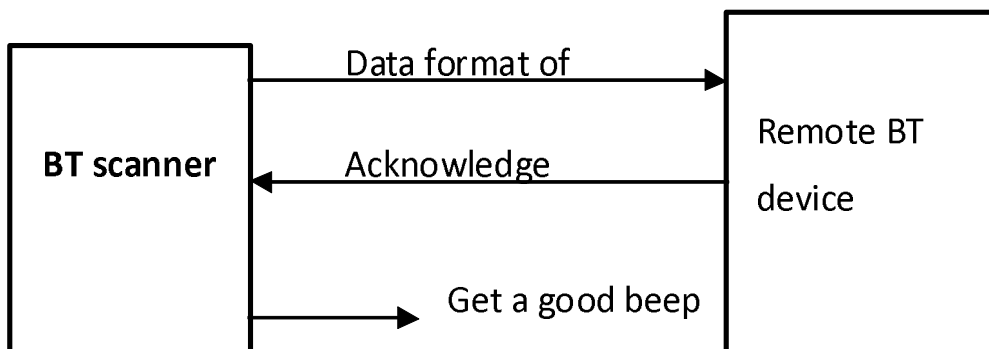 Data format of
BT scanner
Acknowledge
Remote BT
device
Get a good beep